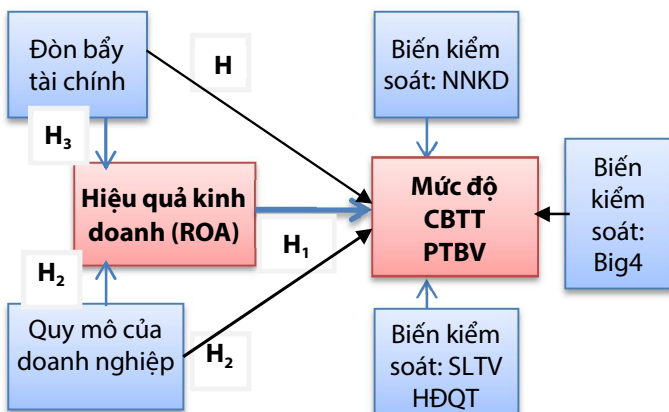 Đòn bẩy
tài chính
H
Biến kiểm
soát: NNKD
H₃
Hiệu quả kinh
doanh (ROA)
H₁
Mức độ
CBTT
PTBV
Biến
kiểm
soát:
Big4
H₂
Quy mô của
doanh nghiệp
H₂
Biến kiểm
soát: SLTV
HĐQT